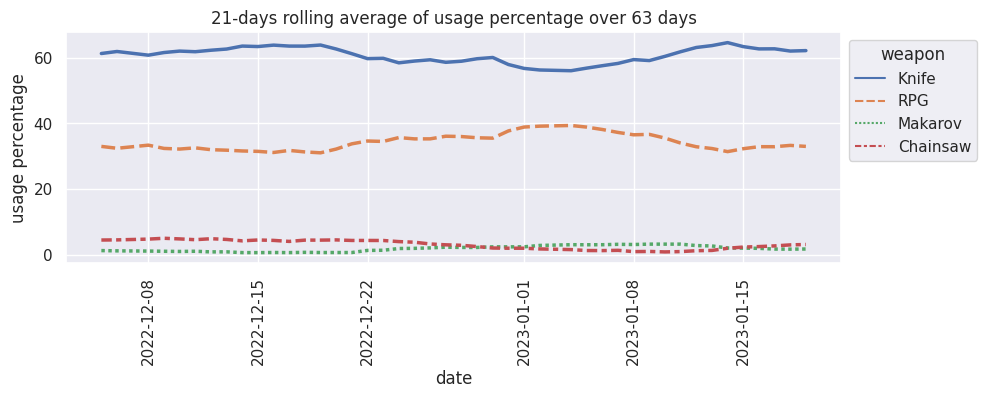 21-days rolling average of usage percentage over 63 days
usage percentage
60
40
20
0
2022-12-08
2022-12-15
2022-12-22
2023-01-01
2023-01-08
2023-01-15
date
weapon
Knife
RPG
Makarov
Chainsaw